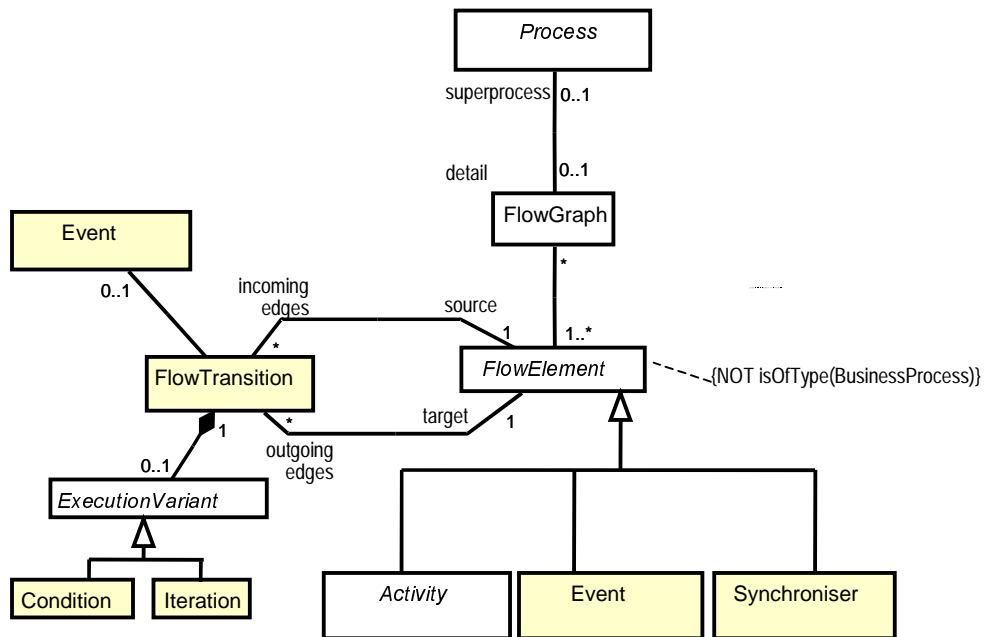 Process
superprocess
0..1
detail
0..1
FlowGraph
*
Event
0..1
incoming
edges
*
source
1
1..*
FlowTransition
FlowElement
{NOT isOfType(BusinessProcess)}
*
target
1
1
outgoing
edges
0..1
ExecutionVariant
Condition
Iteration
Activity
Event
Synchroniser